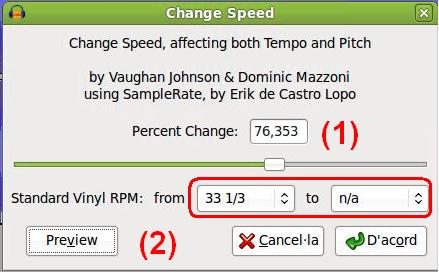 Change Speed
Change Speed, affecting both Tempo and Pitch
by Vaughan Johnson & Dominic Mazzoni
using SampleRate, by Erik de Castro Lopo
Percent Change: 76,353 (1)
Standard Vinyl RPM: from 33 1/3 to n/a
Preview (2) Cancel·la D'acord